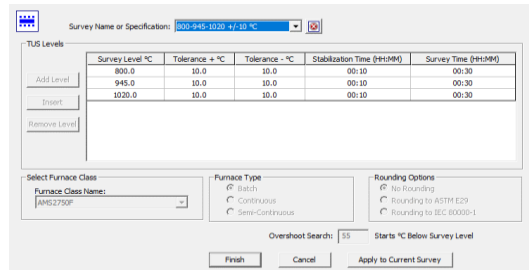 Survey Name or Specification: 800-945-1020 +/-10 ºC
TUS Levels
Survey Level ºC Tolerance + ºC Tolerance - ºC Stabilization Time (HH:MM) Survey Time (HH:MM)
800.0 10.0 10.0 00:10 00:30
945.0 10.0 10.0 00:10 00:30
1020.0 10.0 10.0 00:10 00:30
Add Level
Insert
Remove Level
Select Furnace Class
Furnace Class Name:
AMS2750F
Furnace Type
Batch
Continuous
Semi-Continuous
Rounding Options
No Rounding
Rounding to ASTM E29
Rounding to IEC 80000-1
Overshoot Search: 55 Starts ºC Below Survey Level
Finish Cancel Apply to Current Survey